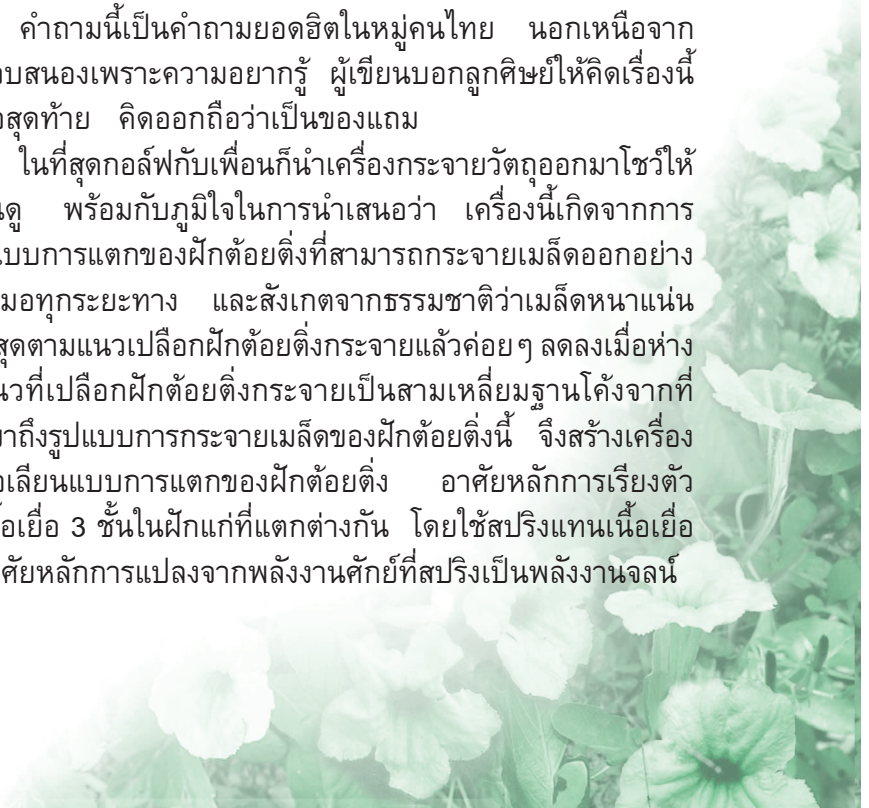 คำถามนี้เป็นคำถามยอดฮิตในหมู่คนไทย นอกเหนือจาก
บสนองเพราะความอยากรู้ ผู้เขียนบอกลูกศิษย์ให้คิดเรื่องนี้
สุดท้าย คิดออกถือว่าเป็นของแถม
ในที่สุดกอล์ฟกับเพื่อนก็นำเครื่องกระจายวัตถุออกมาโชว์ให้
ดู พร้อมกับภูมิใจในการนำเสนอว่า เครื่องนี้เกิดจากการ
แบบการแตกของฝักต้อยติ่งที่สามารถกระจายเมล็ดออกอย่าง
มอทุกระยะทาง และสังเกตจากธรรมชาติว่าเมล็ดหนาแน่น
สุดตามแนวเปลือกฝักต้อยติ่งกระจายแล้วค่อยๆ ลดลงเมื่อห่าง
นวที่เปลือกฝักต้อยติ่งกระจายเป็นสามเหลี่ยมฐานโค้งจากที่
าถึงรูปแบบการกระจายเมล็ดของฝักต้อยติ่งนี้ จึงสร้างเครื่อง
อเลียนแบบการแตกของฝักต้อยติ่ง อาศัยหลักการเรียงตัว
อเยื่อ 3 ชั้นในฝักแก่ที่แตกต่างกัน โดยใช้สปริงแทนเนื้อเยื่อ
ศัยหลักการแปลงจากพลังงานศักย์ที่สปริงเป็นพลังงานจลน์